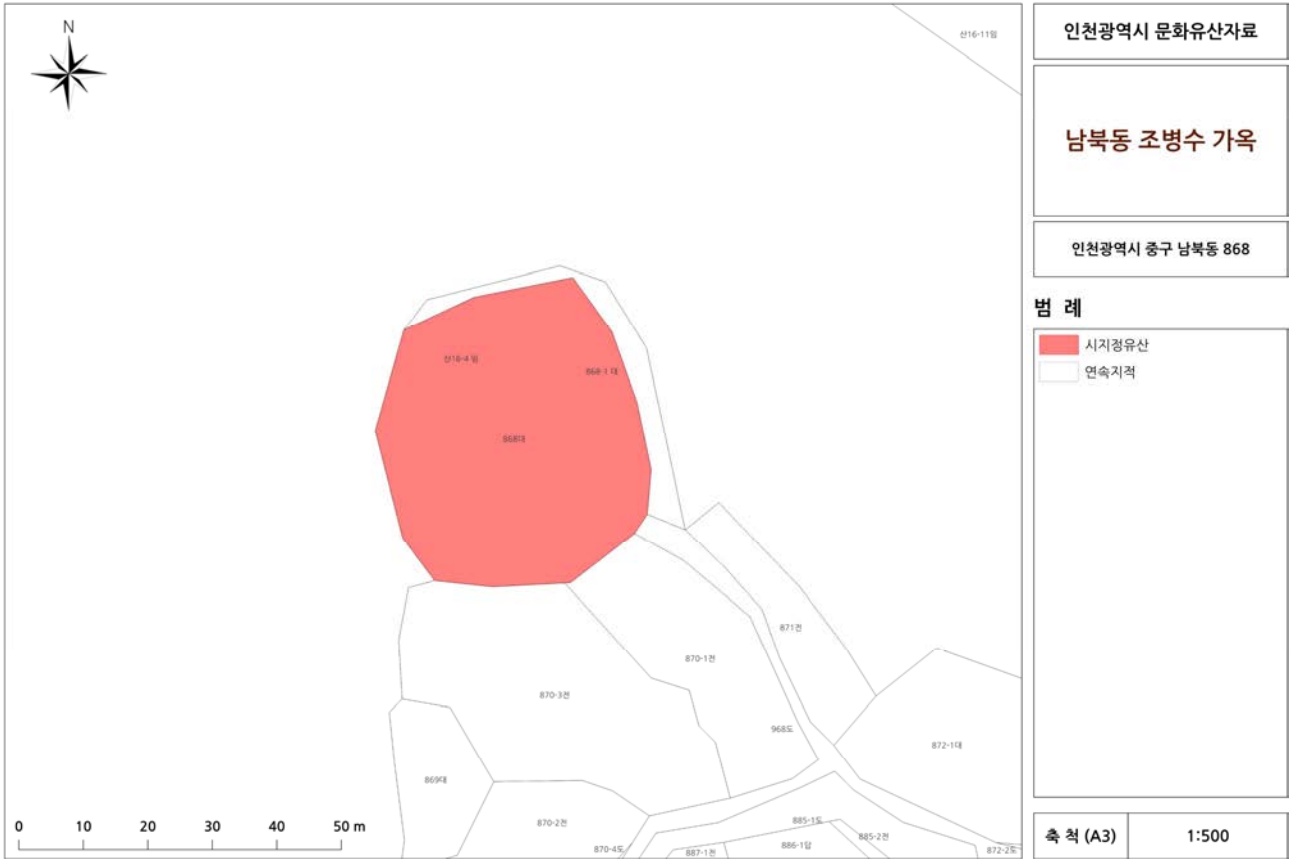 N
산16-11임
868-1 대
868대
871전
870-1전
870-3전
968도
872-1대
869대
870-2전
885-1도
885-2전
870-4도
887-1전
886-1답
872-2도
0 10 20 30 40 50 m
인천광역시 문화유산자료
남북동 조병수 가옥
인천광역시 중구 남북동 868
범 례
시지정유산
연속지적
축 척 (A3) 1:500